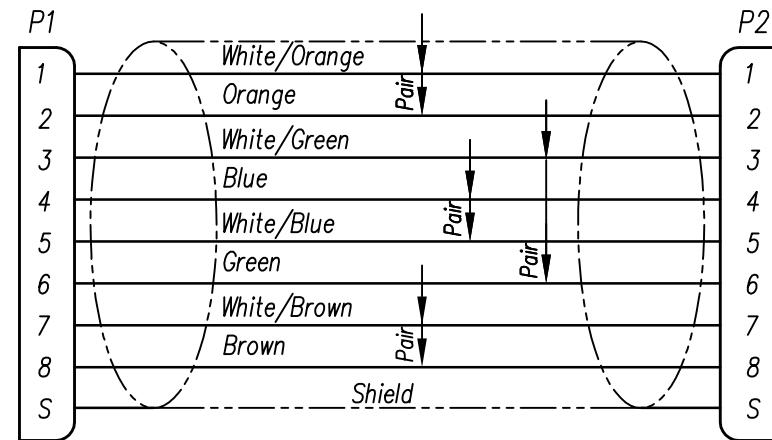 P1 P2
White/Orange
1 1
Orange
Pair
2 2
White/Green
3 3
Blue
4 4
White/Blue
Pair
5 5
Green
Pair
6 6
White/Brown
7 7
Brown
Pair
8 8
Shield
S S